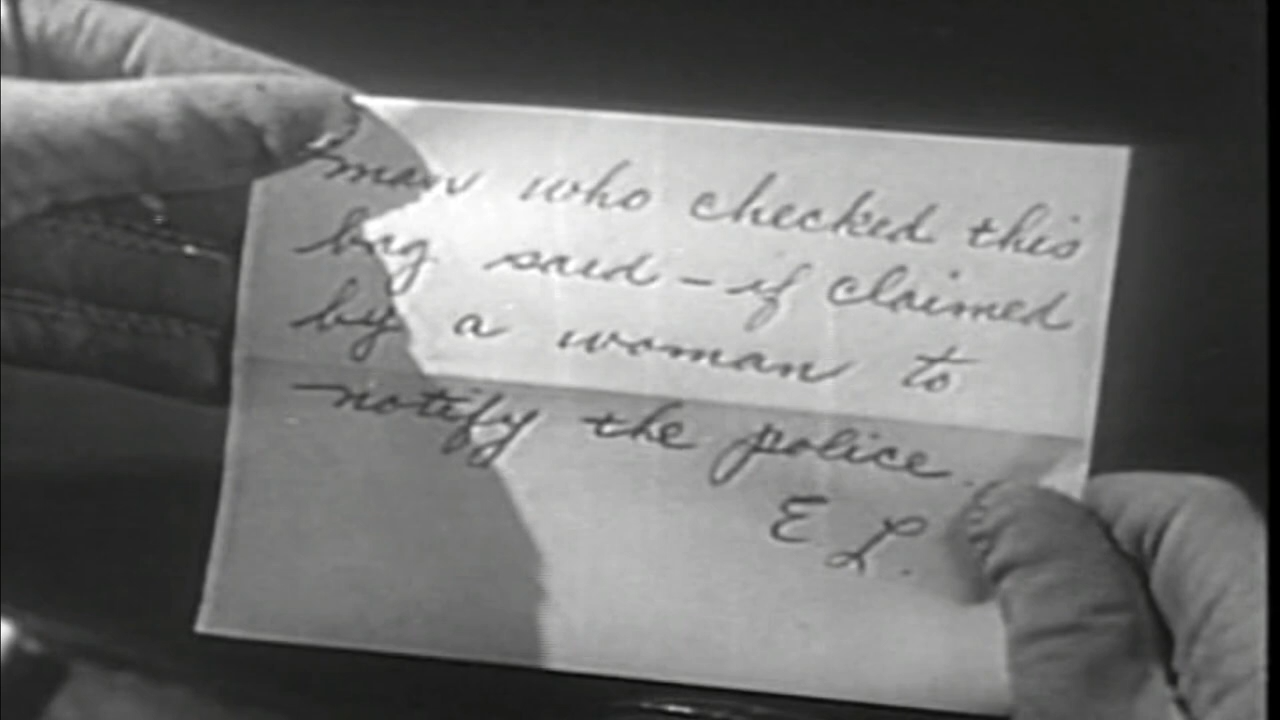 man who checked this
bag said - if claimed
by a woman to
notify the police.
E L.